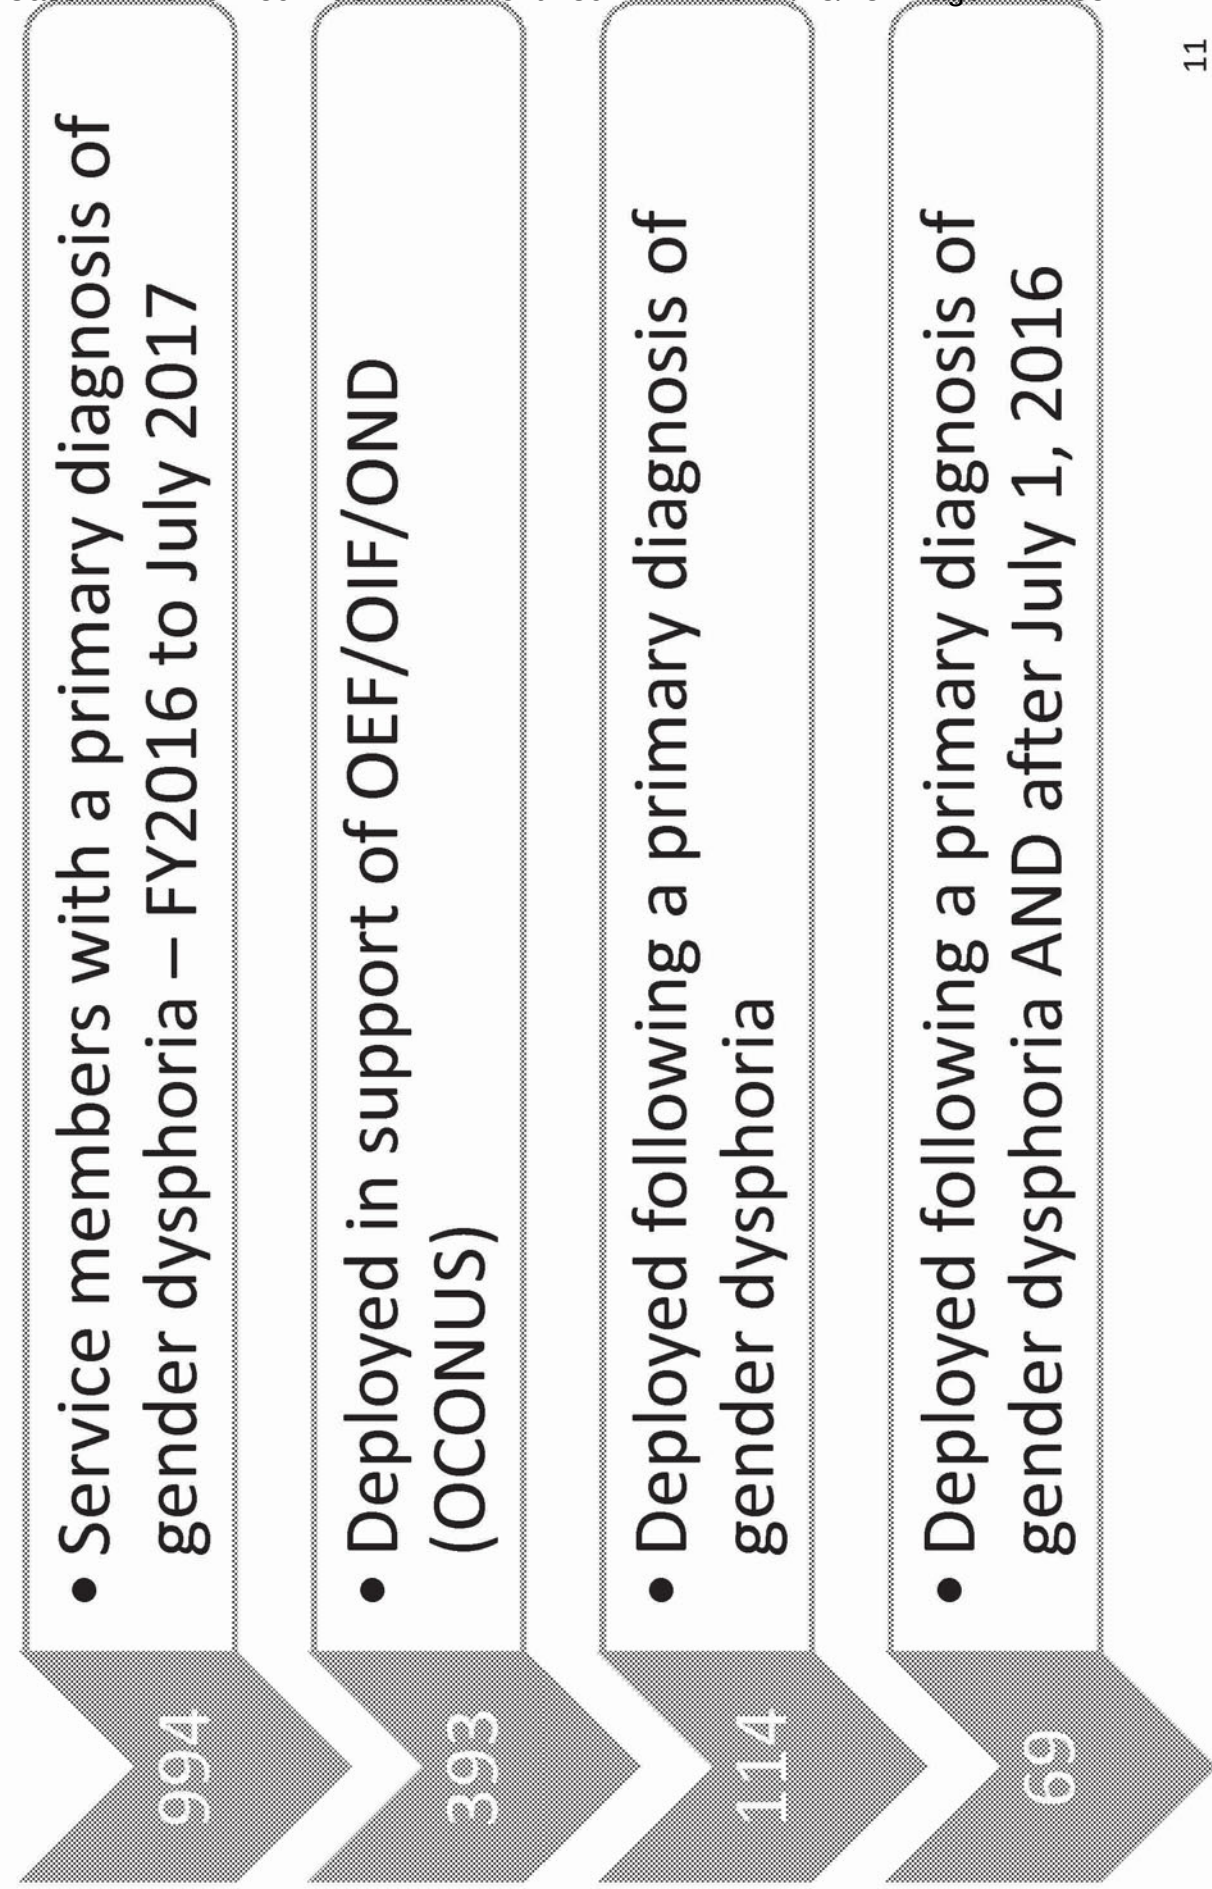 994
• Service members with a primary diagnosis of
gender dysphoria – FY2016 to July 2017
393
• Deployed in support of OEF/OIF/OND
(OCONUS)
114
• Deployed following a primary diagnosis of
gender dysphoria
69
• Deployed following a primary diagnosis of
gender dysphoria AND after July 1, 2016
11